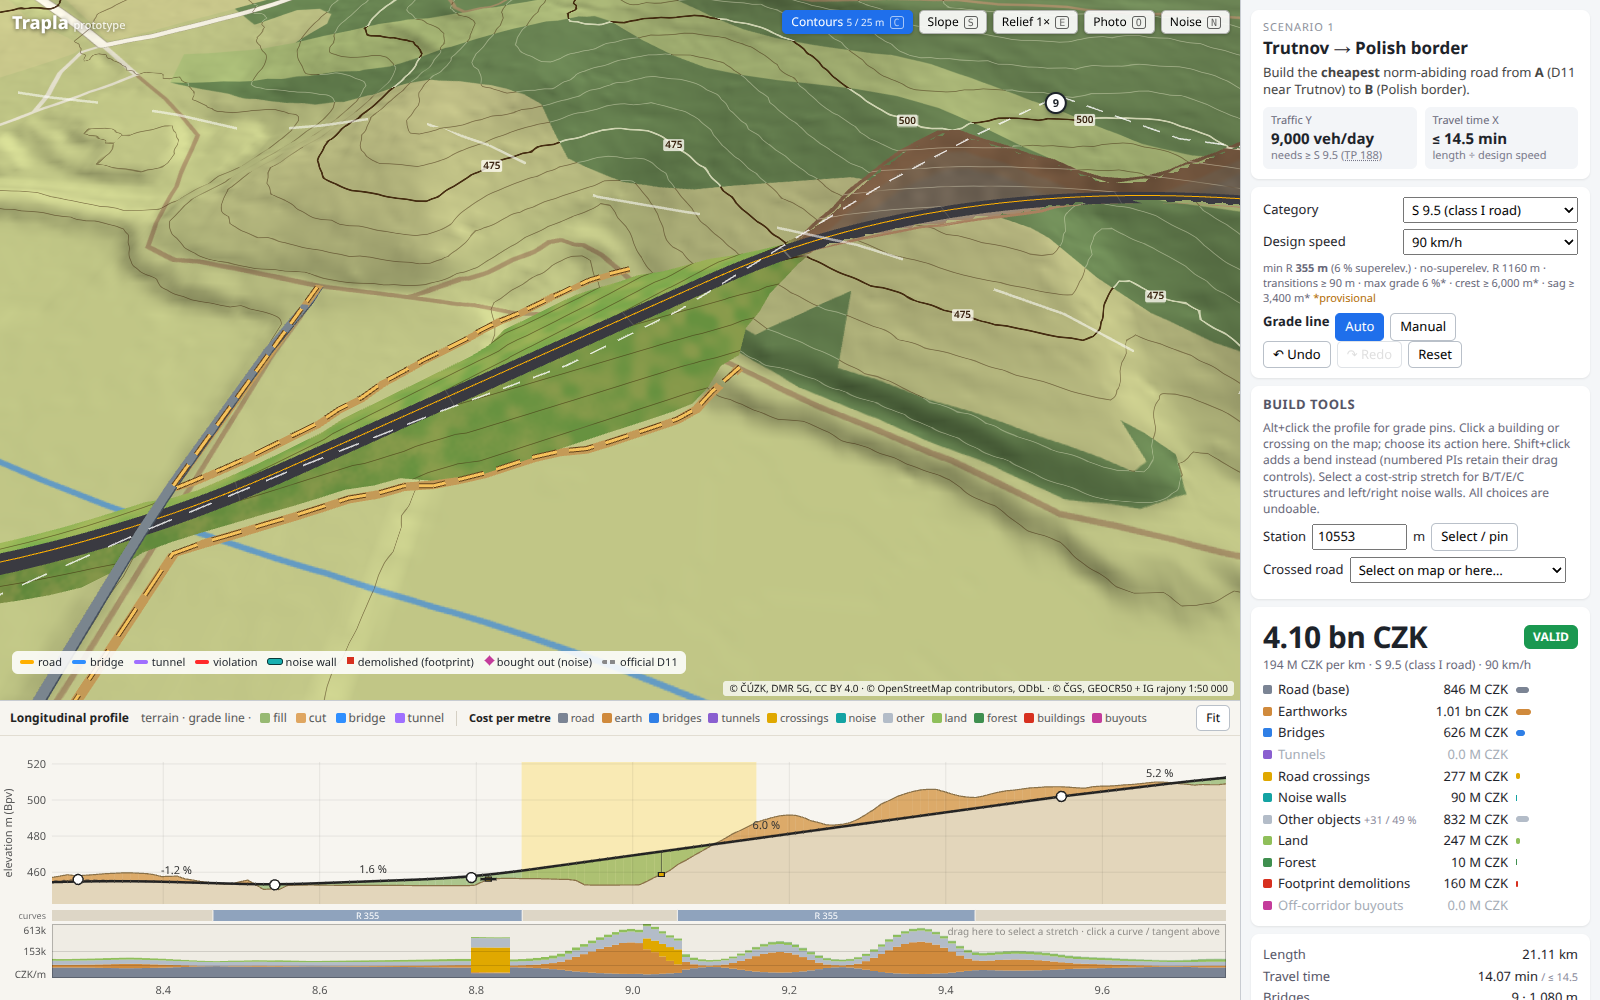 Trapla prototype
Contours 5 / 25 m C
Slope S
Relief 1× E
Photo O
Noise N
9
500
500
475
475
475
475
road
bridge
tunnel
violation
noise wall
demolished (footprint)
bought out (noise)
official D11
© ČÚZK, DMR 5G, CC BY 4.0 · © OpenStreetMap contributors, ODbL · © ČGS, GEOCR50 + IG rajony 1:50 000
Longitudinal profile
terrain · grade line ·
fill
cut
bridge
tunnel
Cost per metre
road
earth
bridges
tunnels
crossings
noise
other
land
forest
buildings
buyouts
Fit
elevation m (Bpv)
520
500
480
460
-1.2 %
1.6 %
6.0 %
5.2 %
curves
R 355
R 355
613k
153k
CZK/m
drag here to select a stretch · click a curve / tangent above
8.4
8.6
8.8
9.0
9.2
9.4
9.6
SCENARIO 1
Trutnov → Polish border
Build the cheapest norm-abiding road from A (D11
near Trutnov) to B (Polish border).
Traffic Y
9,000 veh/day
needs ≥ S 9.5 (TP 188)
Travel time X
≤ 14.5 min
length ÷ design speed
Category
S 9.5 (class I road)
Design speed
90 km/h
min R 355 m (6 % superelev.) · no-superelev. R 1160 m ·
transitions ≥ 90 m · max grade 6 %* · crest ≥ 6,000 m* · sag ≥
3,400 m* *provisional
Grade line
Auto
Manual
↶ Undo
↷ Redo
Reset
BUILD TOOLS
Alt+click the profile for grade pins. Click a building or
crossing on the map; choose its action here. Shift+click
adds a bend instead (numbered PIs retain their drag
controls). Select a cost-strip stretch for B/T/E/C
structures and left/right noise walls. All choices are
undoable.
Station
10553
m
Select / pin
Crossed road
Select on map or here...
4.10 bn CZK
VALID
194 M CZK per km · S 9.5 (class I road) · 90 km/h
Road (base) 846 M CZK
Earthworks 1.01 bn CZK
Bridges 626 M CZK
Tunnels 0.0 M CZK
Road crossings 277 M CZK
Noise walls 90 M CZK
Other objects +31 / 49 % 832 M CZK
Land 247 M CZK
Forest 10 M CZK
Footprint demolitions 160 M CZK
Off-corridor buyouts 0.0 M CZK
Length 21.11 km
Travel time 14.07 min / ≤ 14.5
Bridges 9 · 1,080 m